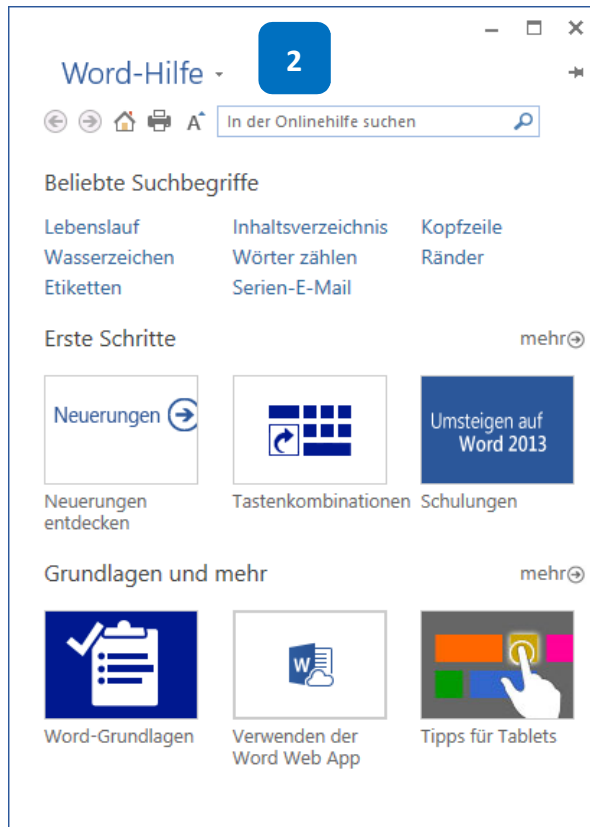 Word-Hilfe
2
A
In der Onlinehilfe suchen
Beliebte Suchbegriffe
Lebenslauf Inhaltsverzeichnis Kopfzeile
Wasserzeichen Wörter zählen Ränder
Etiketten Serien-E-Mail
Erste Schritte mehr
Neuerungen
Umsteigen auf
Word 2013
Neuerungen entdecken
Tastenkombinationen
Schulungen
Grundlagen und mehr mehr
W
Word-Grundlagen
Verwenden der
Word Web App
Tipps für Tablets